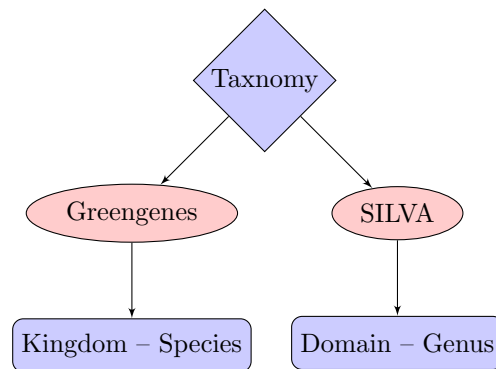 Taxnomy
Greengenes
SILVA
Kingdom – Species
Domain – Genus